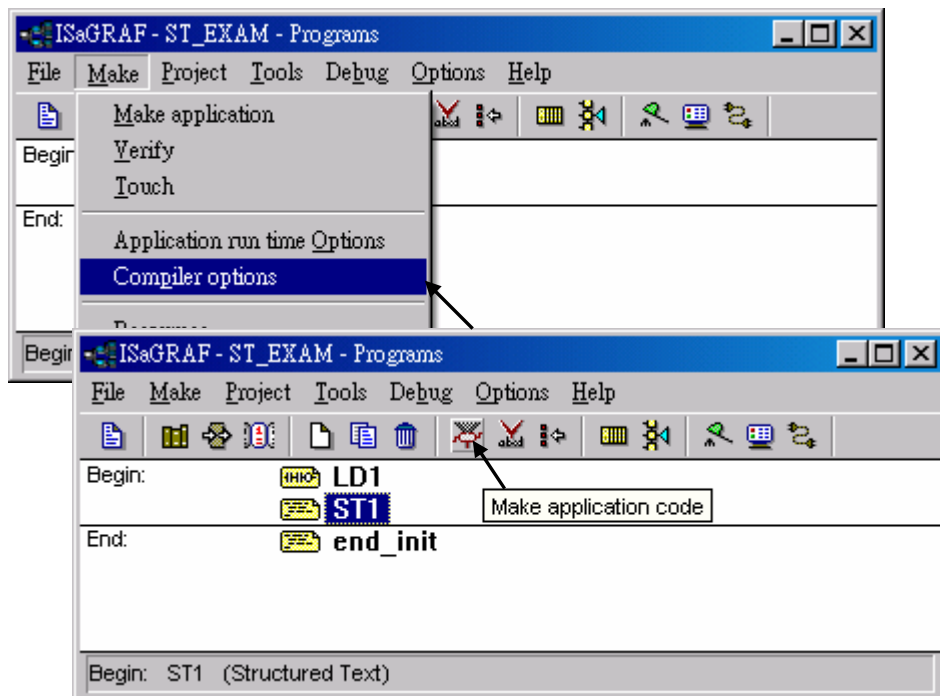 ISaGRAF - ST_EXAM - Programs
File Make Project Tools Debug Options Help
Make application
Verify
Touch
Application run time Options
Compiler options
Begin
End:
Begin
ISaGRAF - ST_EXAM - Programs
File Make Project Tools Debug Options Help
Begin: LD1
ST1
Make application code
End: end_init
Begin: ST1 (Structured Text)